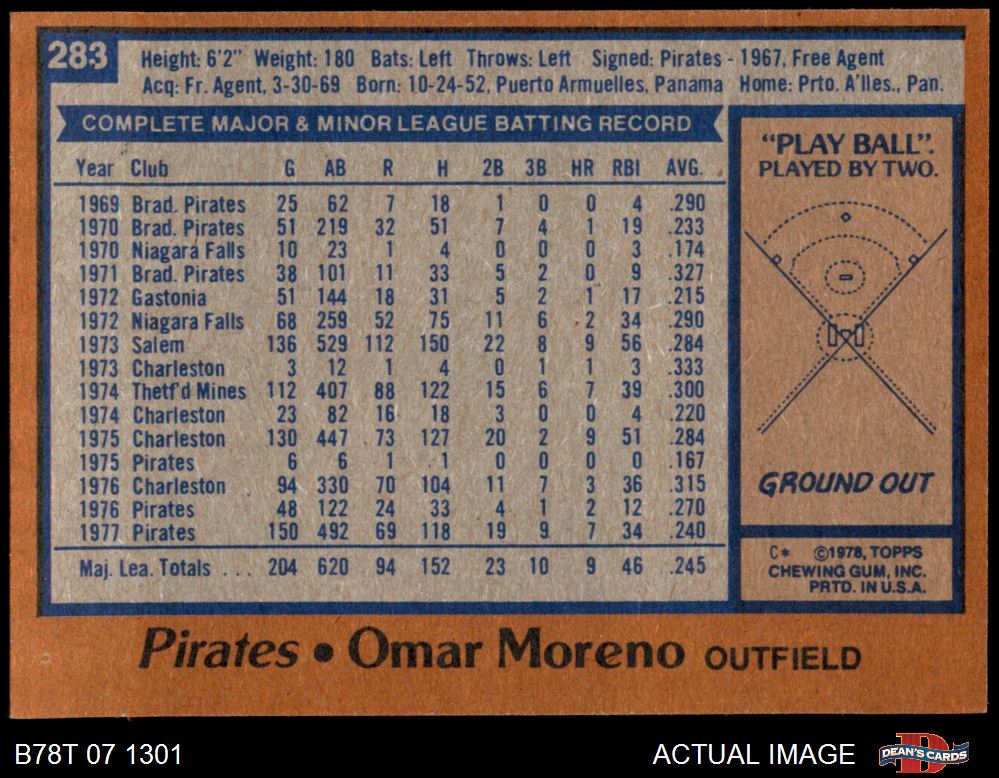 283
Height: 6'2" Weight: 180 Bats: Left Throws: Left Signed: Pirates - 1967, Free Agent
Acq: Fr. Agent, 3-30-69 Born: 10-24-52, Puerto Armuelles, Panama Home: Prto. A'lles., Pan.
COMPLETE MAJOR & MINOR LEAGUE BATTING RECORD
Year Club G AB R H 2B 3B HR RBI AVG.
1969 Brad. Pirates 25 62 7 18 1 0 0 4 .290
1970 Brad. Pirates 51 219 32 51 7 4 1 19 .233
1970 Niagara Falls 10 23 1 4 0 0 0 3 .174
1971 Brad. Pirates 38 101 11 33 5 2 0 9 .327
1972 Gastonia 51 144 18 31 5 2 1 17 .215
1972 Niagara Falls 68 259 52 75 11 6 2 34 .290
1973 Salem 136 529 112 150 22 8 9 56 .284
1973 Charleston 3 12 1 4 0 1 1 3 .333
1974 Thetf'd Mines 112 407 88 122 15 6 7 39 .300
1974 Charleston 23 82 16 18 3 0 0 4 .220
1975 Charleston 130 447 73 127 20 2 9 51 .284
1975 Pirates 6 6 1 1 0 0 0 0 .167
1976 Charleston 94 330 70 104 11 7 3 36 .315
1976 Pirates 48 122 24 33 4 1 2 12 .270
1977 Pirates 150 492 69 118 19 9 7 34 .240
Maj. Lea. Totals . . . 204 620 94 152 23 10 9 46 .245
"PLAY BALL".
PLAYED BY TWO.
GROUND OUT
C* ©1978, TOPPS
CHEWING GUM, INC.
PRTD. IN U.S.A.
Pirates • Omar Moreno OUTFIELD
B78T 07 1301
ACTUAL IMAGE
D
DEAN'S CARDS